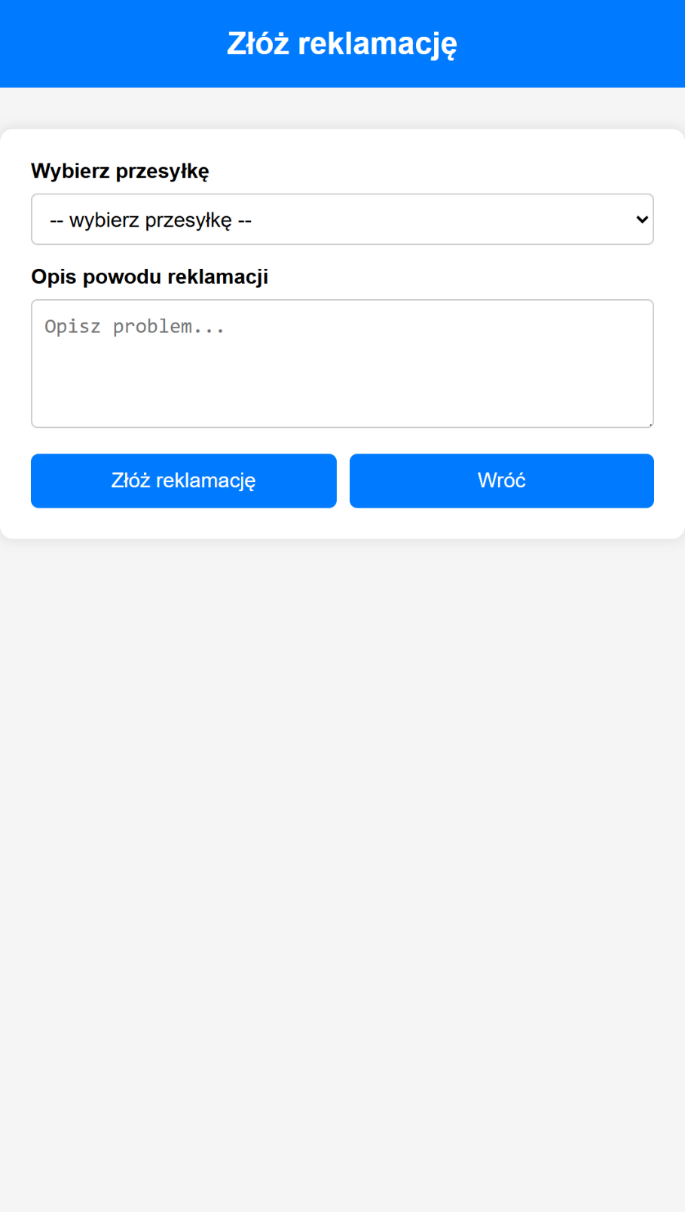 Złóż reklamację
Wybierz przesyłkę
-- wybierz przesyłkę --
Opis powodu reklamacji
Opisz problem...
Złóż reklamację
Wróć